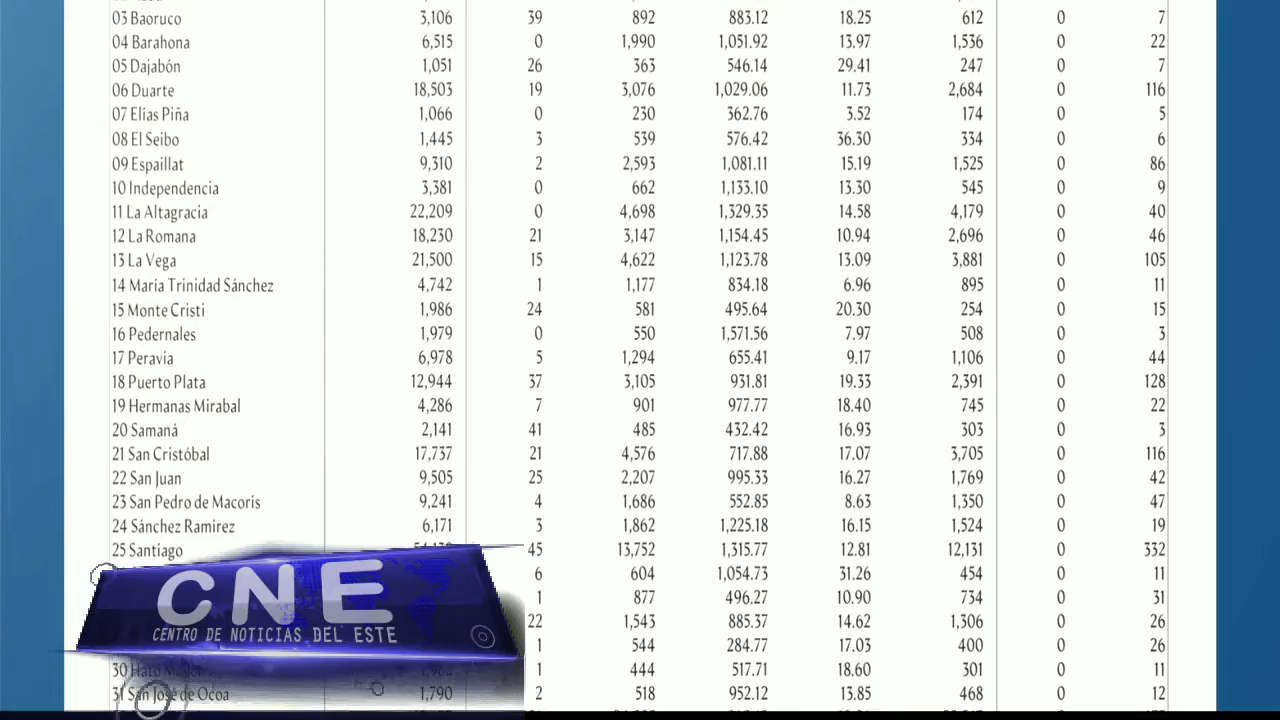 03 Baoruco 3,106 39 892 883.12 18.25 612 0 7
04 Barahona 6,515 0 1,990 1,051.92 13.97 1,536 0 22
05 Dajabón 1,051 26 363 546.14 29.41 247 0 7
06 Duarte 18,503 19 3,076 1,029.06 11.73 2,684 0 116
07 Elías Piña 1,066 0 230 362.76 3.52 174 0 5
08 El Seibo 1,445 3 539 576.42 36.30 334 0 6
09 Espaillat 9,310 2 2,593 1,081.11 15.19 1,525 0 86
10 Independencia 3,381 0 662 1,133.10 13.30 545 0 9
11 La Altagracia 22,209 0 4,698 1,329.35 14.58 4,179 0 40
12 La Romana 18,230 21 3,147 1,154.45 10.94 2,696 0 46
13 La Vega 21,500 15 4,622 1,123.78 13.09 3,881 0 105
14 María Trinidad Sánchez 4,742 1 1,177 834.18 6.96 895 0 11
15 Monte Cristi 1,986 24 581 495.64 20.30 254 0 15
16 Pedernales 1,979 0 550 1,571.56 7.97 508 0 3
17 Peravia 6,978 5 1,294 655.41 9.17 1,106 0 44
18 Puerto Plata 12,944 37 3,105 931.81 19.33 2,391 0 128
19 Hermanas Mirabal 4,286 7 901 977.77 18.40 745 0 22
20 Samaná 2,141 41 485 432.42 16.93 303 0 3
21 San Cristóbal 17,737 21 4,576 717.88 17.07 3,705 0 116
22 San Juan 9,505 25 2,207 995.33 16.27 1,769 0 42
23 San Pedro de Macorís 9,241 4 1,686 552.85 8.63 1,350 0 47
24 Sánchez Ramírez 6,171 3 1,862 1,225.18 16.15 1,524 0 19
25 Santiago 45 13,752 1,315.77 12.81 12,131 0 332
6 604 1,054.73 31.26 454 0 11
1 877 496.27 10.90 734 0 31
22 1,543 885.37 14.62 1,306 0 26
1 544 284.77 17.03 400 0 26
30 Hato 1 444 517.71 18.60 301 0 11
31 San José de Ocoa 1,790 2 518 952.12 13.85 468 0 12
CNE
CENTRO DE NOTICIAS DEL ESTE